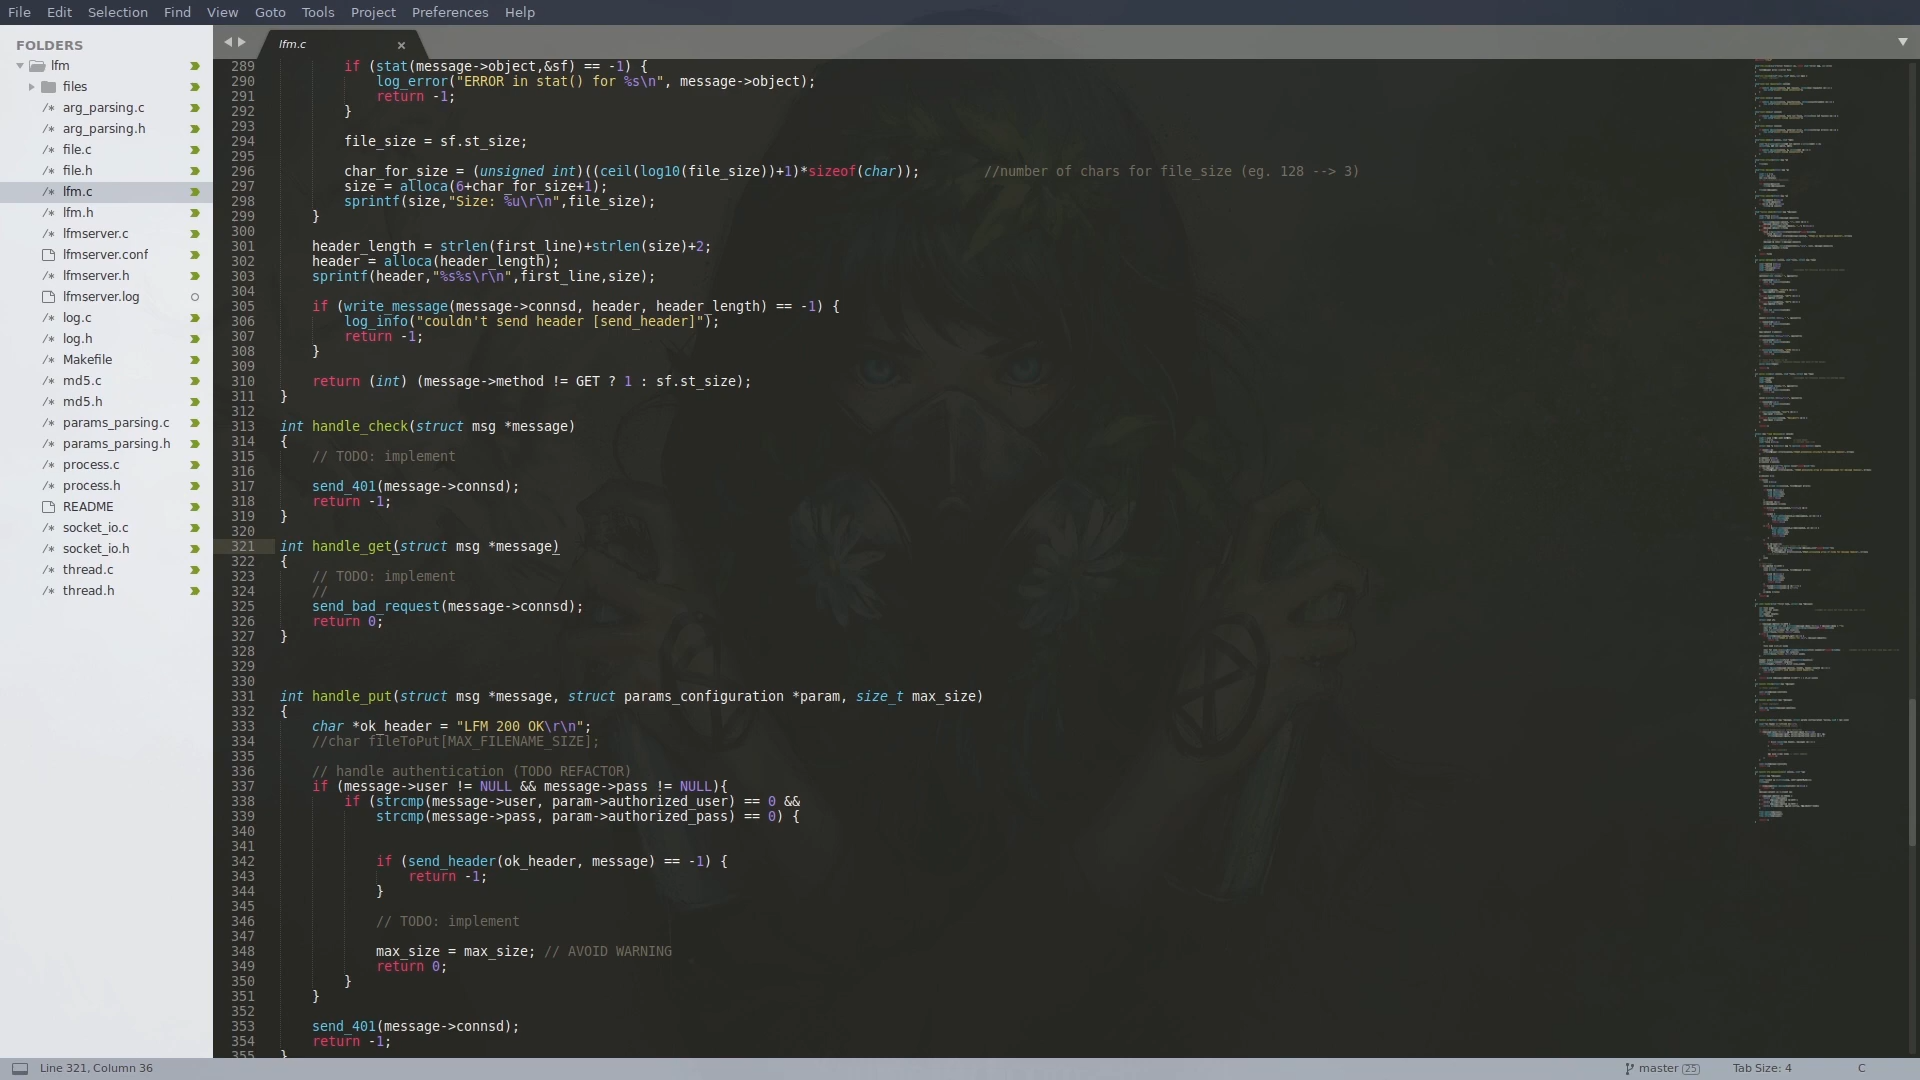 File Edit Selection Find View Goto Tools Project Preferences Help
FOLDERS
lfm
files
/* arg_parsing.c
/* arg_parsing.h
/* file.c
/* file.h
/* lfm.c
/* lfm.h
/* lfmserver.c
lfmserver.conf
/* lfmserver.h
lfmserver.log
/* log.c
/* log.h
/* Makefile
/* md5.c
/* md5.h
/* params_parsing.c
/* params_parsing.h
/* process.c
/* process.h
README
/* socket_io.c
/* socket_io.h
/* thread.c
/* thread.h
lfm.c ×
289 if (stat(message->object,&sf) == -1) {
290 log_error("ERROR in stat() for %s\n", message->object);
291 return -1;
292 }
293
294 file_size = sf.st_size;
295
296 char_for_size = (unsigned int)((ceil(log10(file_size))+1)*sizeof(char)); //number of chars for file_size (eg. 128 --> 3)
297 size = alloca(6+char_for_size+1);
298 sprintf(size,"Size: %u\r\n",file_size);
299 }
300
301 header_length = strlen(first_line)+strlen(size)+2;
302 header = alloca(header_length);
303 sprintf(header,"%s%s\r\n",first_line,size);
304
305 if (write_message(message->connsd, header, header_length) == -1) {
306 log_info("couldn't send header [send_header]");
307 return -1;
308 }
309
310 return (int) (message->method != GET ? 1 : sf.st_size);
311 }
312
313 int handle_check(struct msg *message)
314 {
315 // TODO: implement
316
317 send_401(message->connsd);
318 return -1;
319 }
320
321 int handle_get(struct msg *message)
322 {
323 // TODO: implement
324 //
325 send_bad_request(message->connsd);
326 return 0;
327 }
328
329
330
331 int handle_put(struct msg *message, struct params_configuration *param, size_t max_size)
332 {
333 char *ok_header = "LFM 200 OK\r\n";
334 //char fileToPut[MAX_FILENAME_SIZE];
335
336 // handle authentication (TODO REFACTOR)
337 if (message->user != NULL && message->pass != NULL){
338 if (strcmp(message->user, param->authorized_user) == 0 &&
339 strcmp(message->pass, param->authorized_pass) == 0) {
340
341
342 if (send_header(ok_header, message) == -1) {
343 return -1;
344 }
345
346 // TODO: implement
347
348 max_size = max_size; // AVOID WARNING
349 return 0;
350 }
351 }
352
353 send_401(message->connsd);
354 return -1;
355 }
Line 321, Column 36 master 25 Tab Size: 4 C